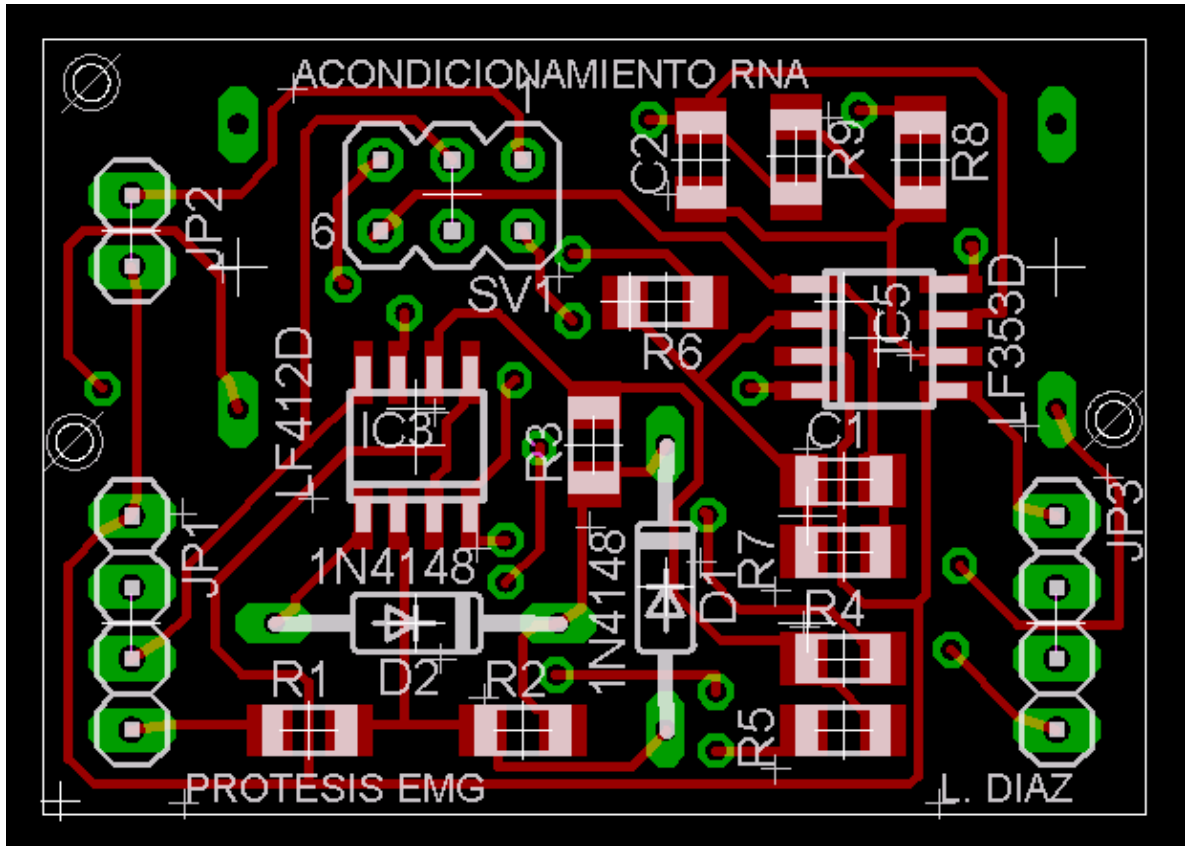 ACONDICIONAMIENTO RNA
1
C2
R9
R8
JP2
6
SV1
R6
IC5
LF353D
LF412D
IC3
R3
C1
JP1
JP3
1N4148
1N4148
D1
R7
R4
R1
D2
R2
R5
PROTESIS EMG
L. DIAZ